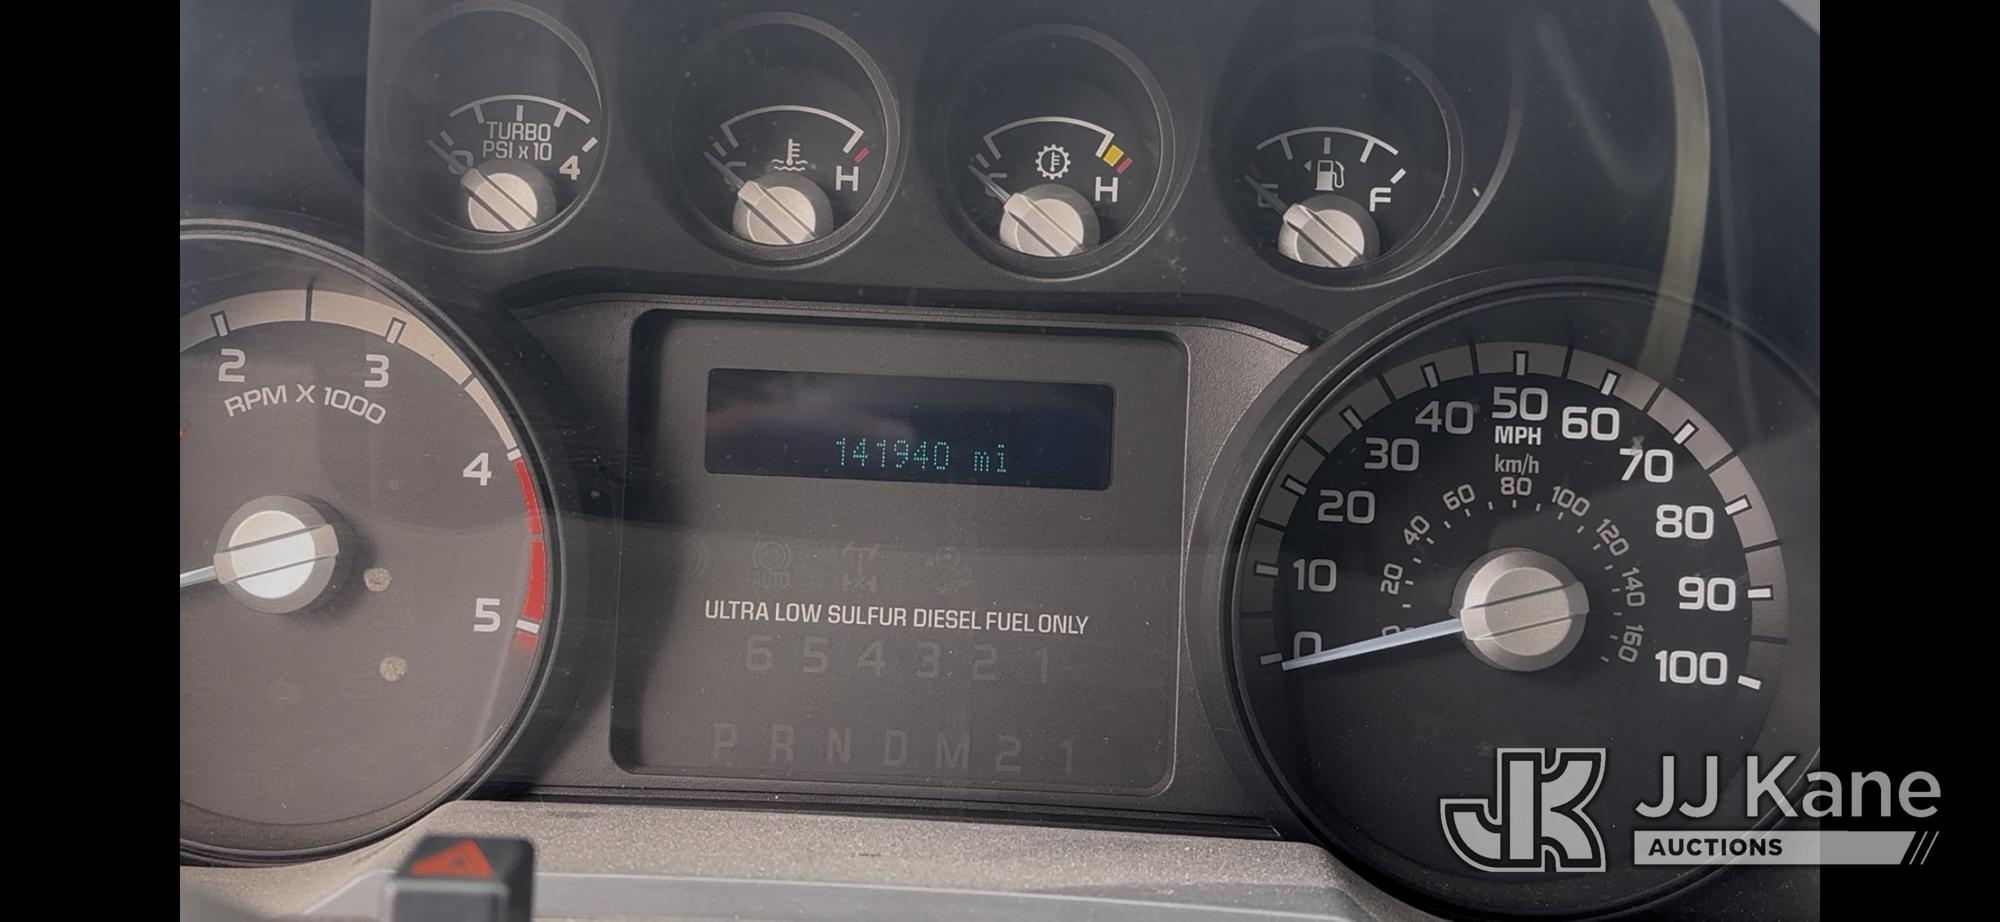 TURBO
PSI x 10
4
H
H
F
2
3
RPM X 1000
4
5
141940 mi
AUTO
ULTRA LOW SULFUR DIESEL FUEL ONLY
6 5 4 3 2 1
P R N D M 2 1
0 10 20 30 40 50 60 70 80 90 100
MPH
km/h
0 20 40 60 80 100 120 140 160
JJ Kane
AUCTIONS